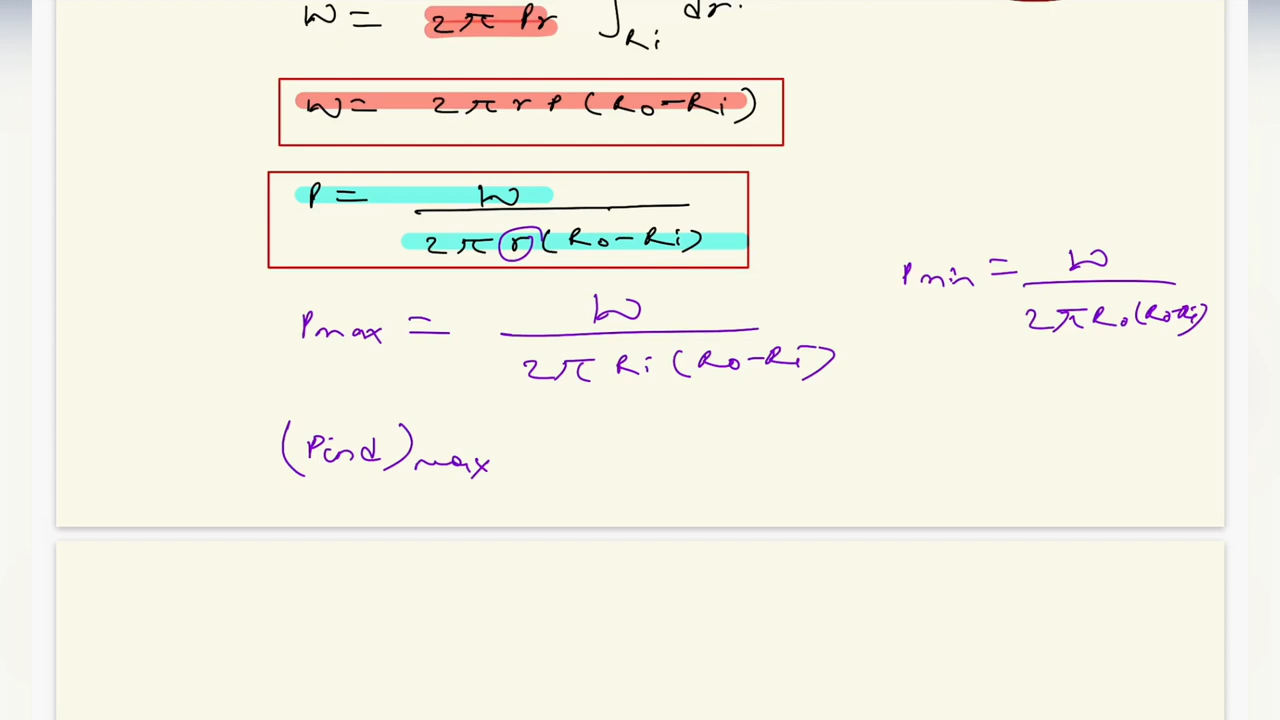 W = 2π Pr ∫Ri dr.
W = 2π r P (Ro-Ri)
P = W / 2π r (Ro-Ri)
Pmax = W / 2π Ri (Ro-Ri)
Pmin = W / 2π Ro (Ro-Ri)
(Pind)max